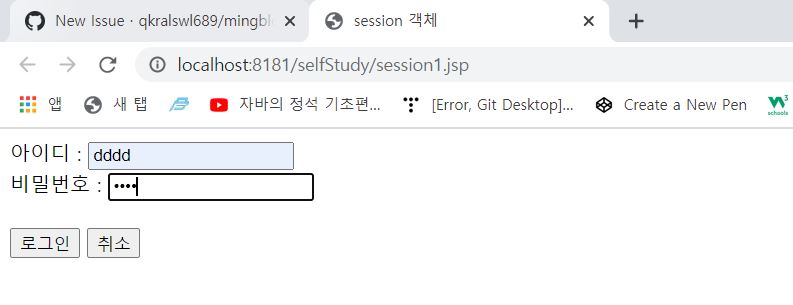 New Issue · qkralswl689/mingbl
session 객체
localhost:8181/selfStudy/session1.jsp
앱 새 탭 자바의 정석 기초편... [Error, Git Desktop]... Create a New Pen w3 schools
아이디 : dddd
비밀번호 : ••••
로그인 취소